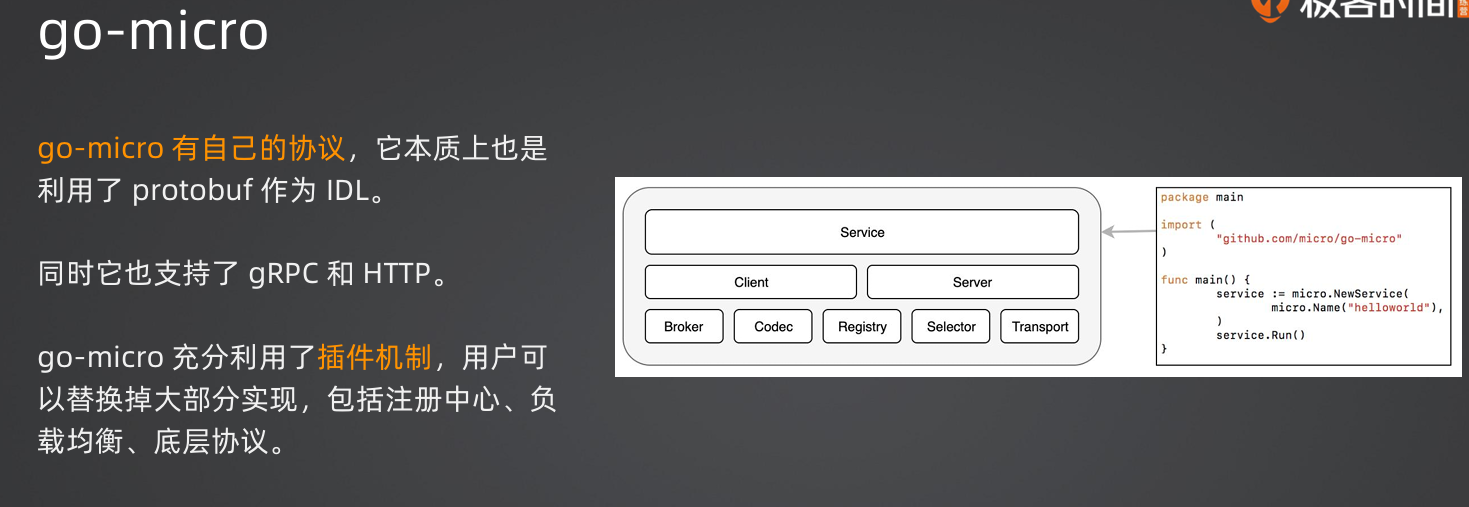 go-micro
极客时间
go-micro 有自己的协议，它本质上也是
利用了 protobuf 作为 IDL。
同时它也支持了 gRPC 和 HTTP。
go-micro 充分利用了插件机制，用户可
以替换掉大部分实现，包括注册中心、负
载均衡、底层协议。
Service
Client
Server
Broker
Codec
Registry
Selector
Transport
package main
import (
"github.com/micro/go-micro"
)
func main() {
service := micro.NewService(
micro.Name("helloworld"),
)
service.Run()
}